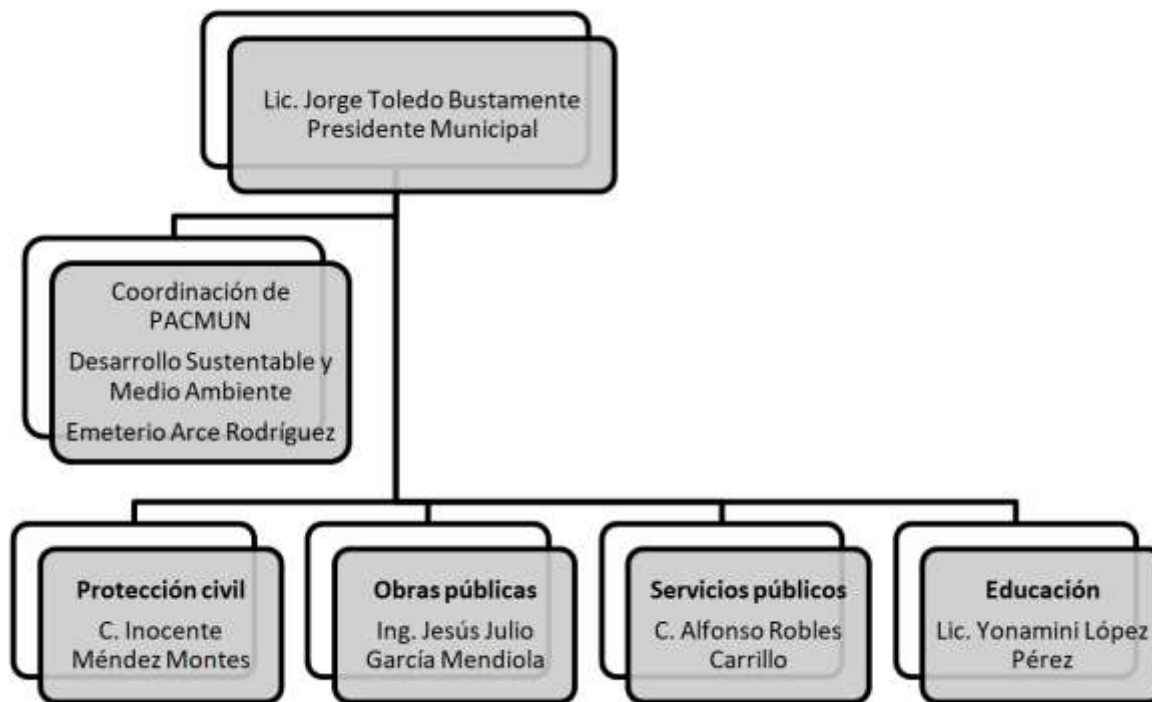 Lic. Jorge Toledo Bustamente
Presidente Municipal
Coordinación de
PACMUN
Desarrollo Sustentable y
Medio Ambiente
Emeterio Arce Rodríguez
Protección civil
C. Inocente
Méndez Montes
Obras públicas
Ing. Jesús Julio
García Mendiola
Servicios públicos
C. Alfonso Robles
Carrillo
Educación
Lic. Yonamini López
Pérez